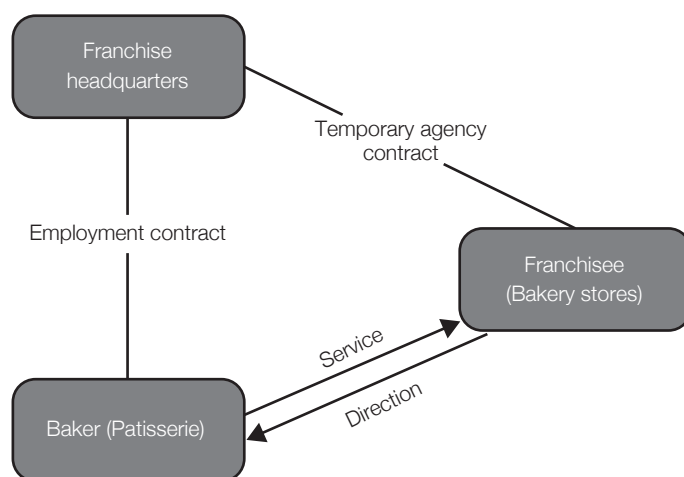 Franchise
headquarters
Temporary agency
contract
Employment contract
Franchisee
(Bakery stores)
Service
Direction
Baker (Patisserie)